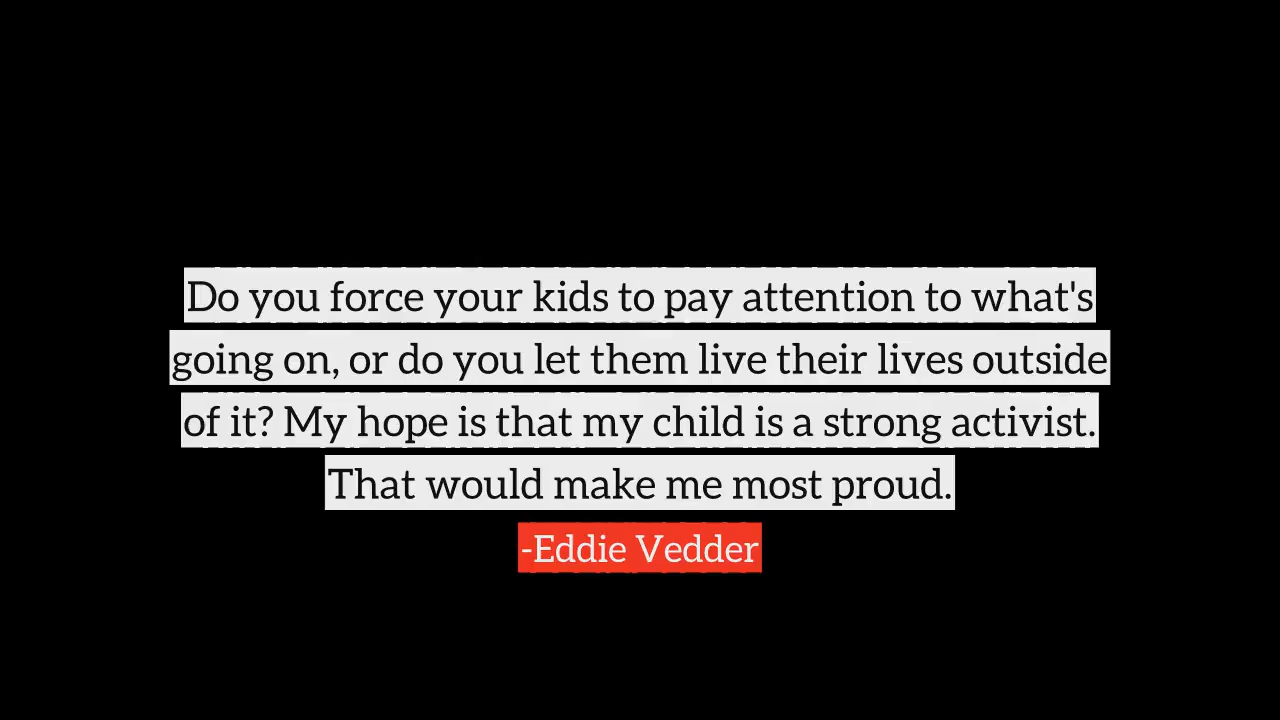 Do you force your kids to pay attention to what's
going on, or do you let them live their lives outside
of it? My hope is that my child is a strong activist.
That would make me most proud.
-Eddie Vedder